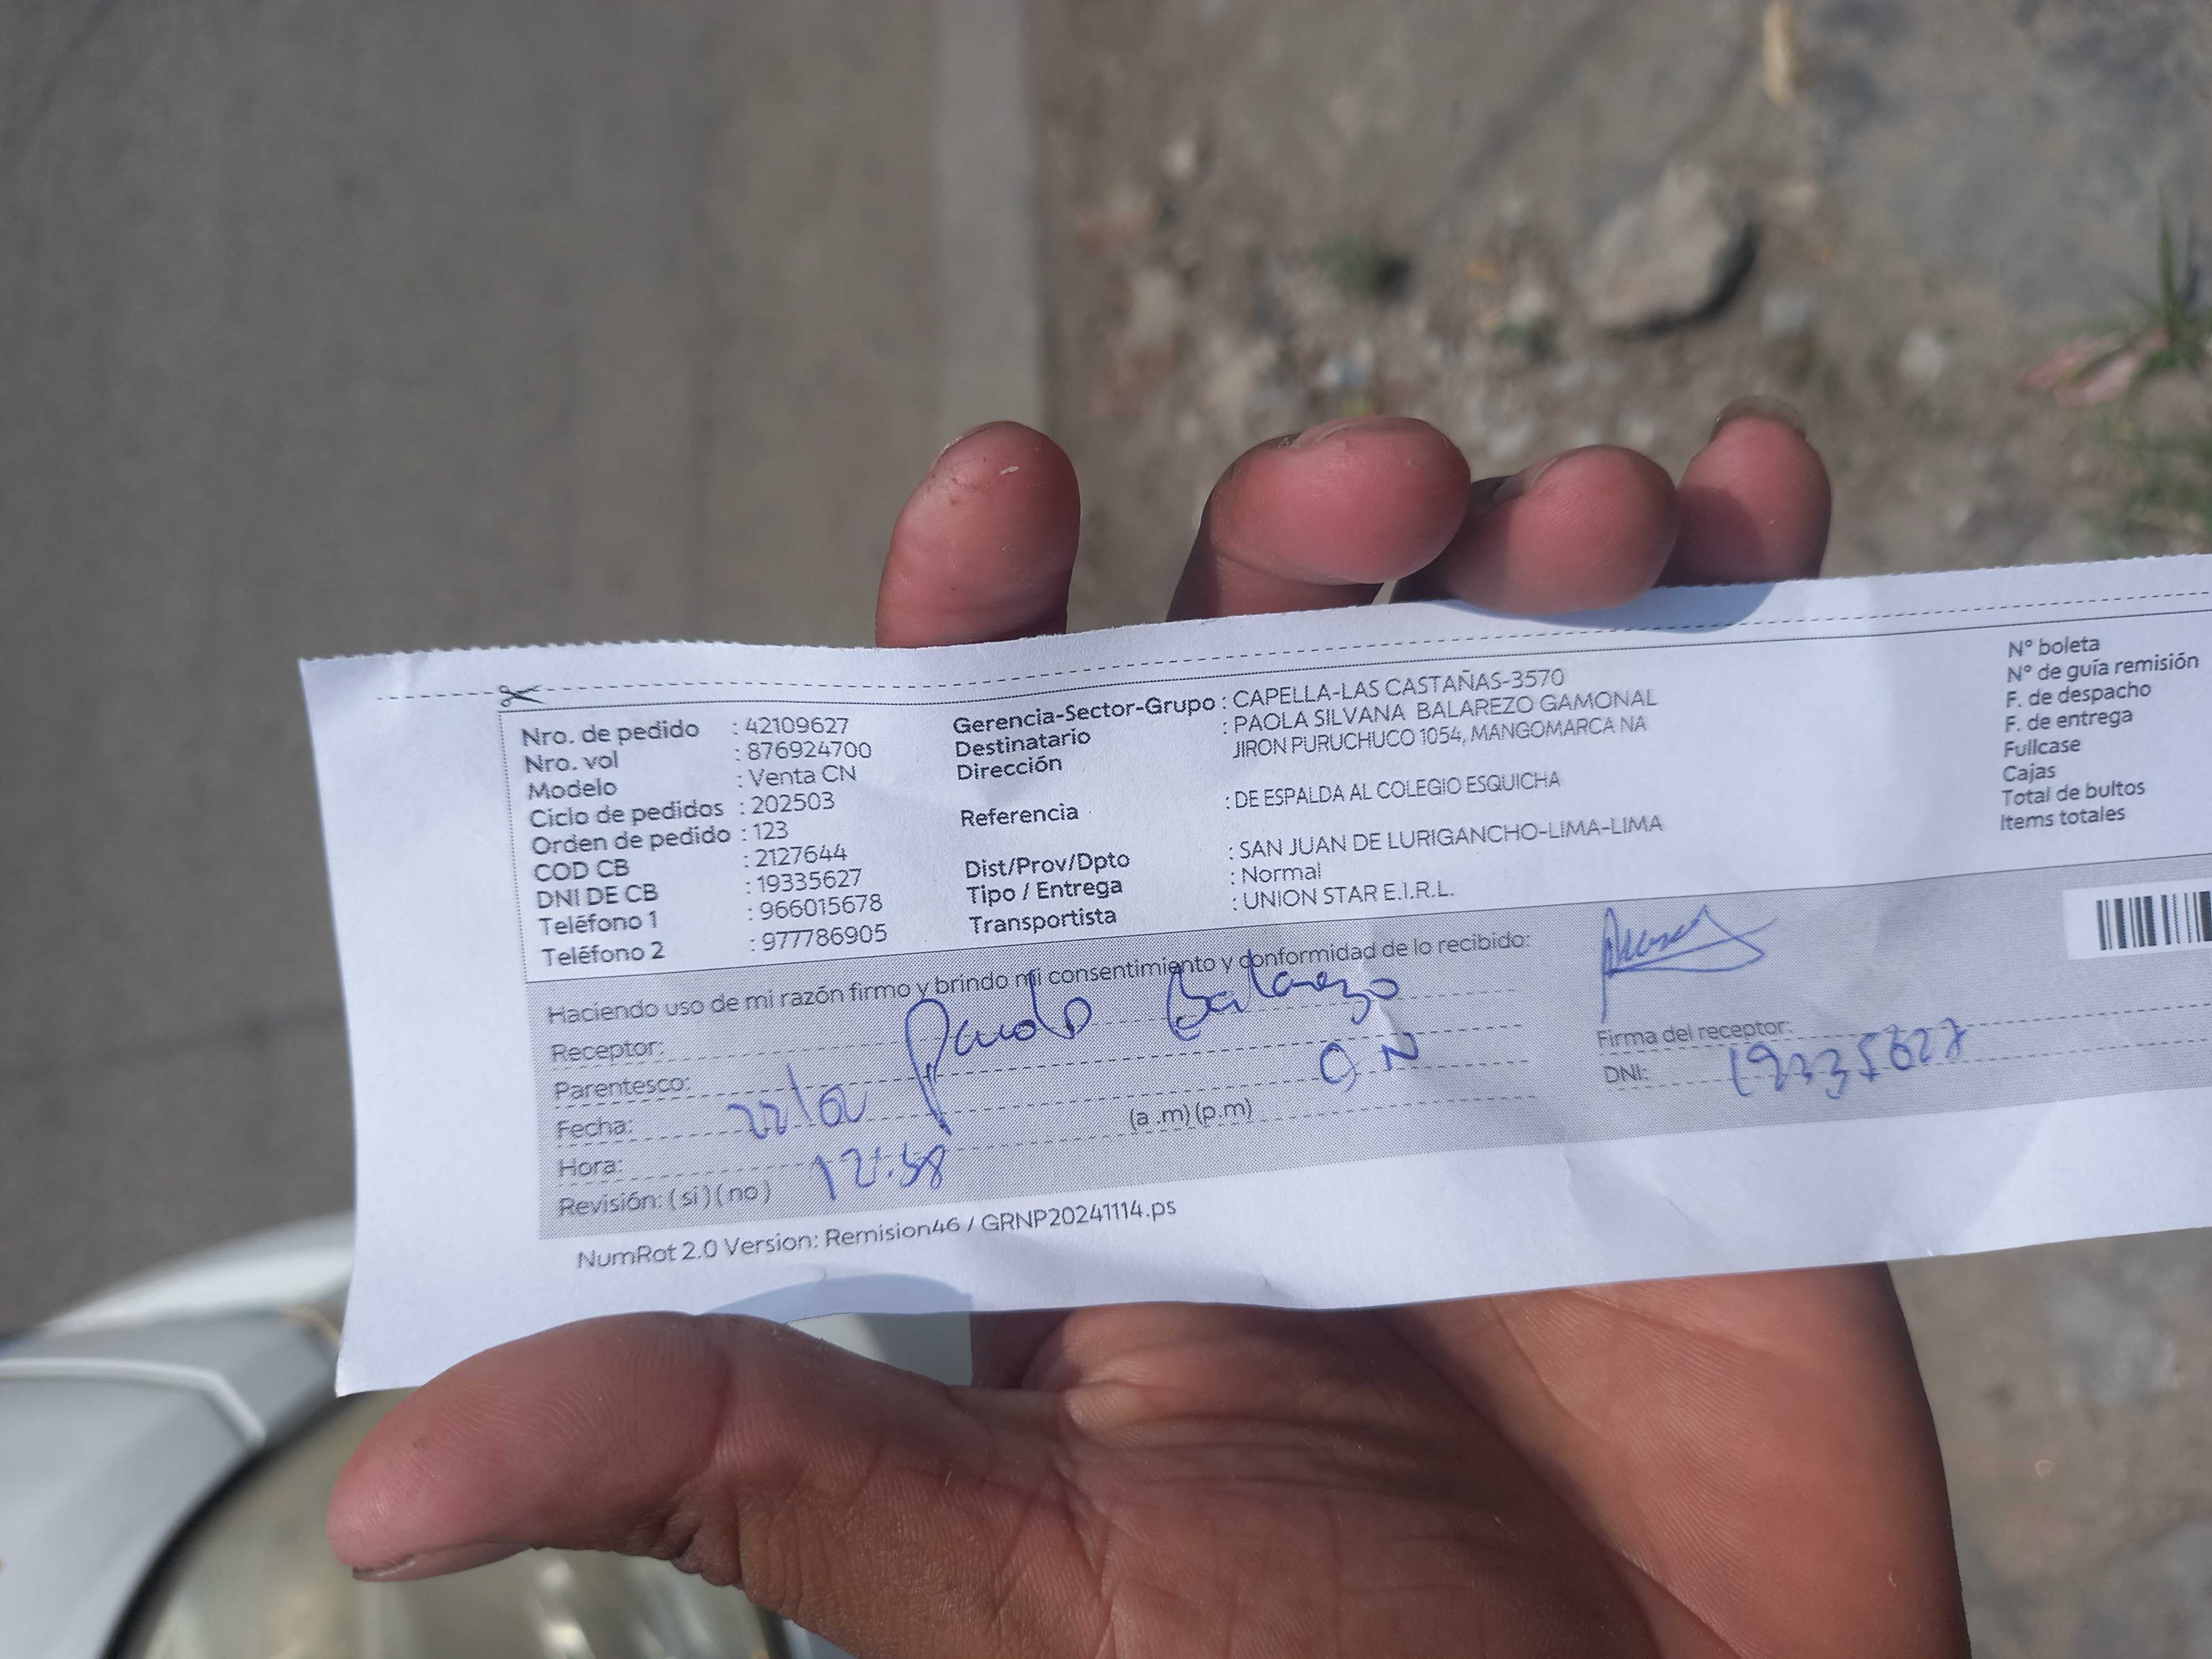 Nro. de pedido : 42109627
Nro. vol : 876924700
Modelo : Venta CN
Ciclo de pedidos : 202503
Orden de pedido : 123
COD CB : 2127644
DNI DE CB : 19335627
Teléfono 1 : 966015678
Teléfono 2 : 977786905
Gerencia-Sector-Grupo : CAPELLA-LAS CASTAÑAS-3570
Destinatario : PAOLA SILVANA BALAREZO GAMONAL
Dirección JIRON PURUCHUCO 1054, MANGOMARCA NA
Referencia : DE ESPALDA AL COLEGIO ESQUICHA
Dist/Prov/Dpto : SAN JUAN DE LURIGANCHO-LIMA-LIMA
Tipo / Entrega : Normal
Transportista : UNION STAR E.I.R.L.
N° boleta
N° de guía remisión
F. de despacho
F. de entrega
Fullcase
Cajas
Total de bultos
Items totales
Haciendo uso de mi razón firmo y brindo mi consentimiento y conformidad de lo recibido:
Receptor: Balarezo
Parentesco:
Fecha:
Hora: 12:58 (a .m) (p.m)
Revisión: ( si ) ( no )
Firma del receptor:
DNI: 19335627
NumRot 2.0 Version: Remision46 / GRNP20241114.ps